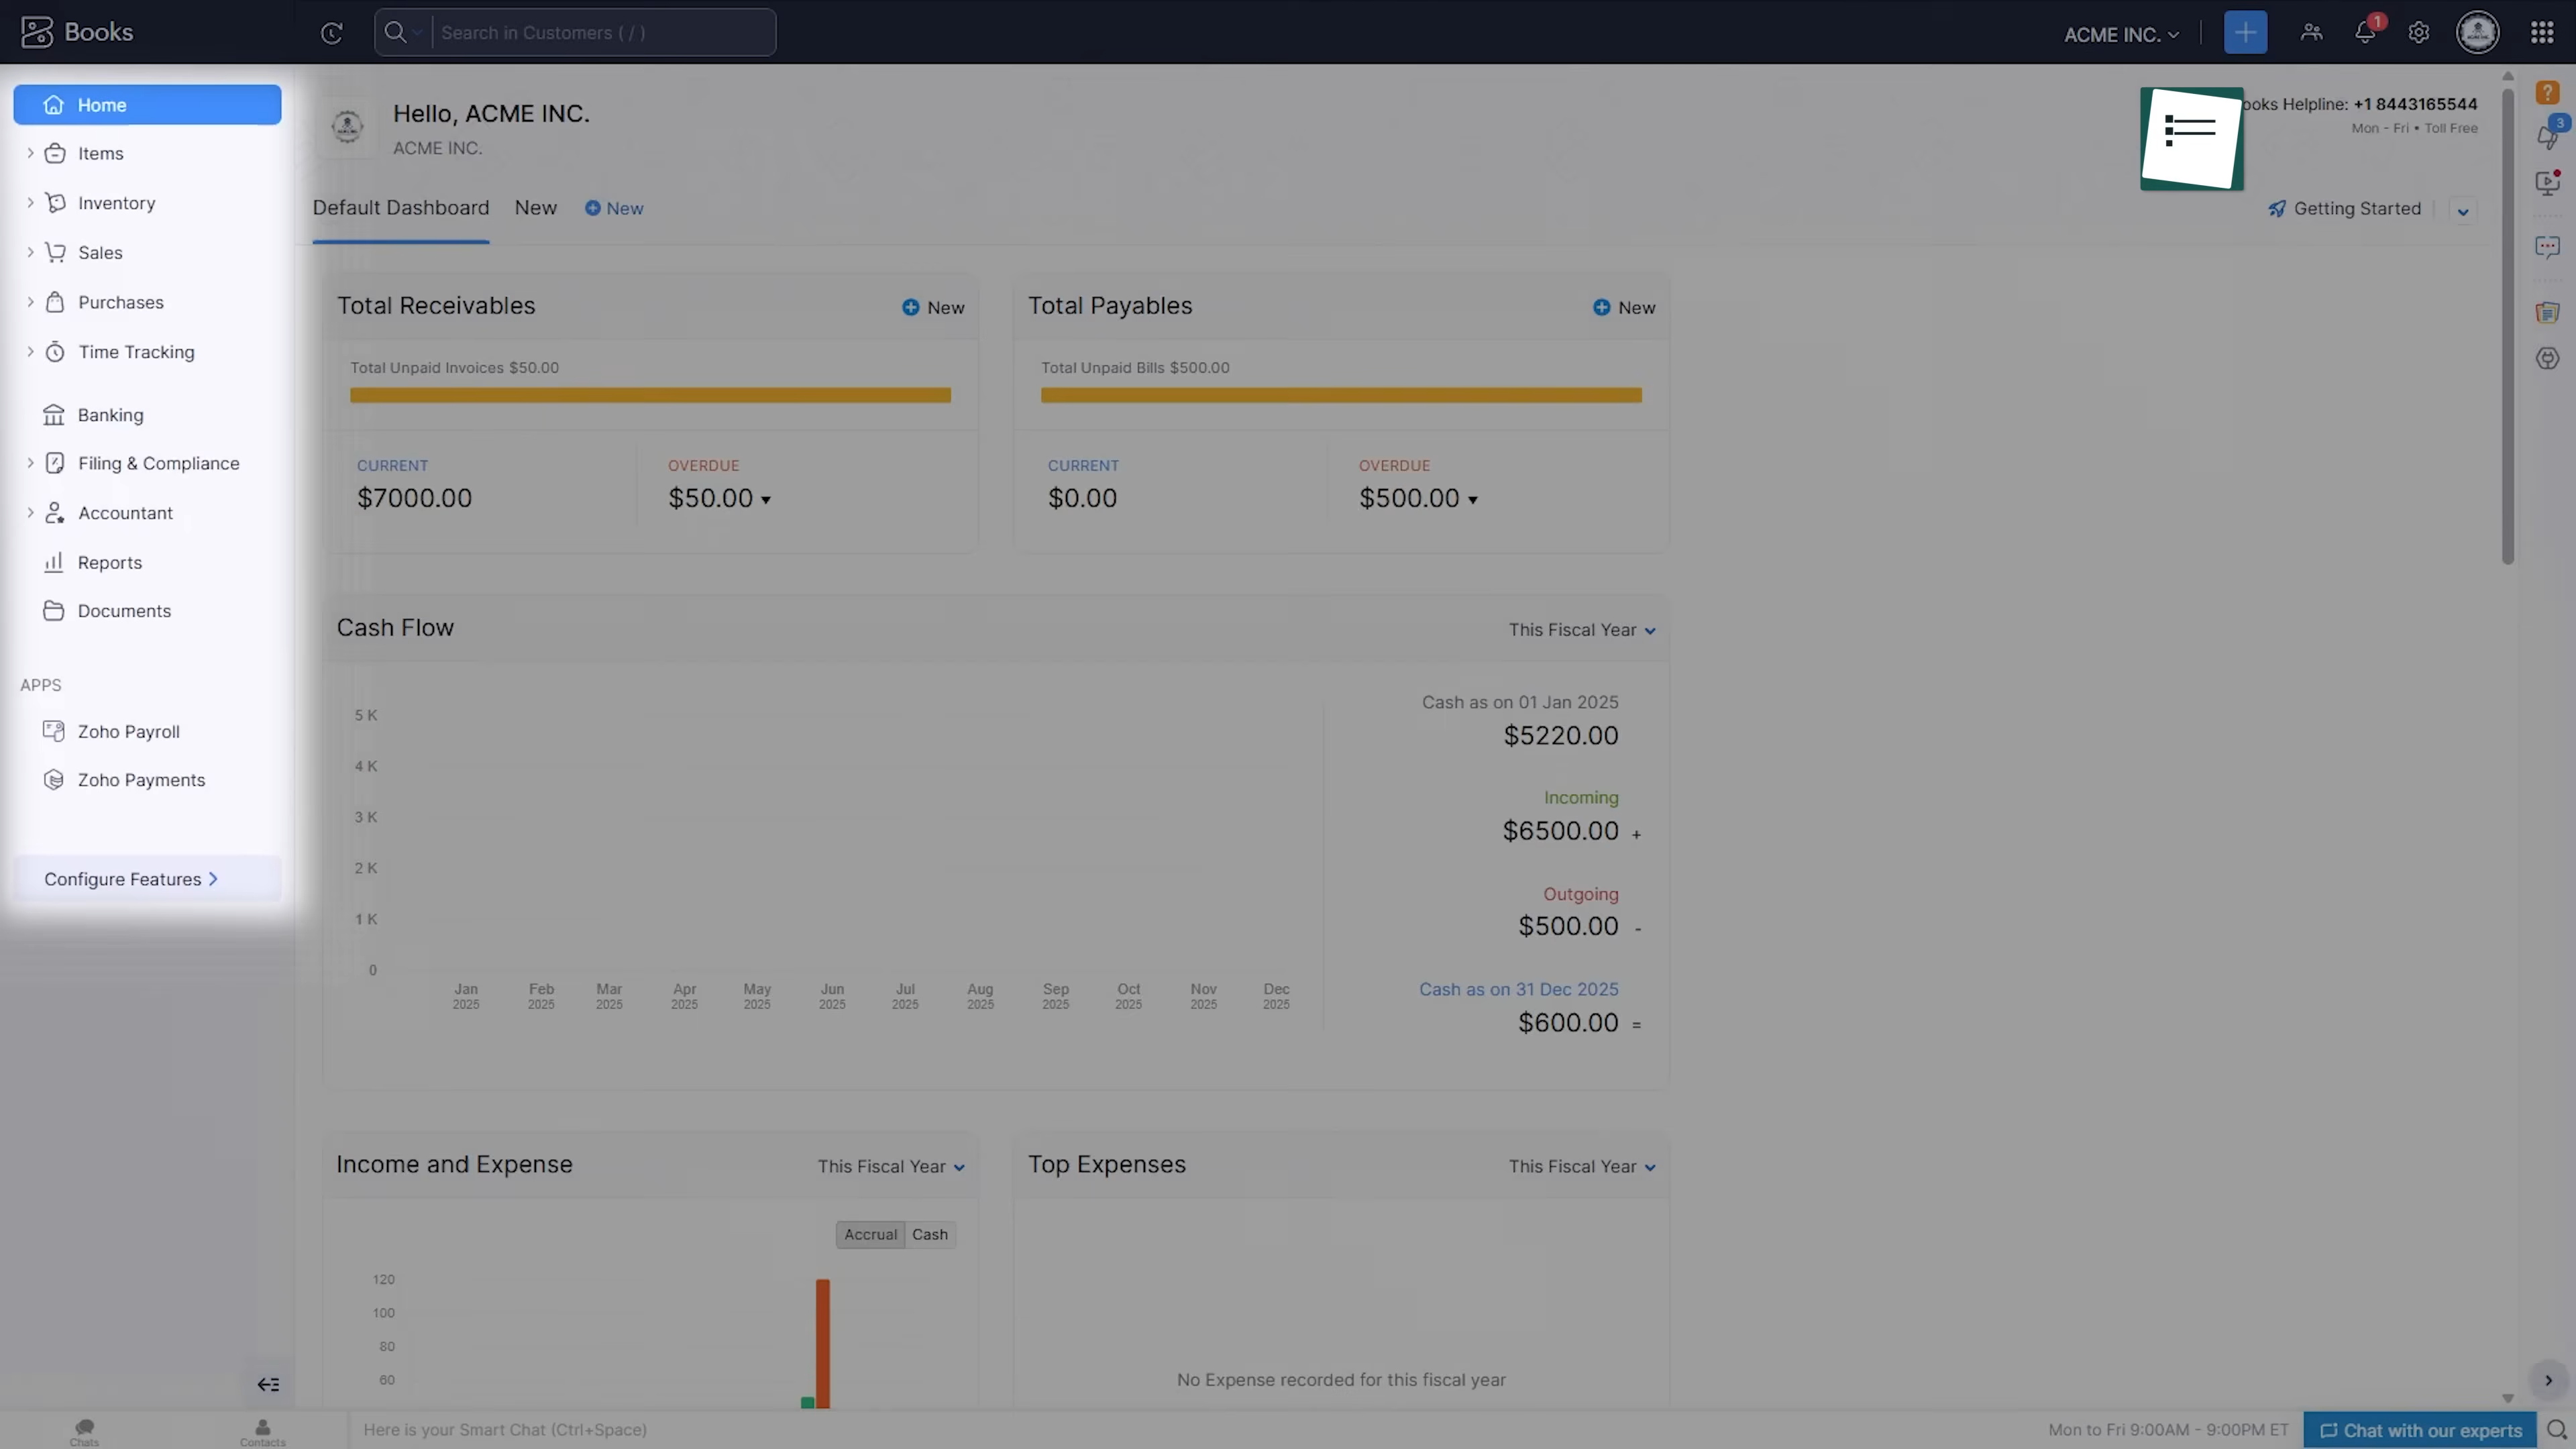 Books
Search in Customers ( / )
ACME INC.
1
Home
Items
Inventory
Sales
Purchases
Time Tracking
Banking
Filing & Compliance
Accountant
Reports
Documents
APPS
Zoho Payroll
Zoho Payments
Configure Features
Hello, ACME INC.
ACME INC.
ooks Helpline: +1 8443165544
Mon - Fri • Toll Free
3
Default Dashboard New New
Getting Started
Total Receivables New
Total Unpaid Invoices $50.00
CURRENT OVERDUE
$7000.00 $50.00
Total Payables New
Total Unpaid Bills $500.00
CURRENT OVERDUE
$0.00 $500.00
Cash Flow This Fiscal Year
5 K
4 K
3 K
2 K
1 K
0
Jan Feb Mar Apr May Jun Jul Aug Sep Oct Nov Dec
2025 2025 2025 2025 2025 2025 2025 2025 2025 2025 2025 2025
Cash as on 01 Jan 2025
$5220.00
Incoming
$6500.00 +
Outgoing
$500.00 -
Cash as on 31 Dec 2025
$600.00 =
Income and Expense This Fiscal Year
Accrual Cash
120
100
80
60
Top Expenses This Fiscal Year
No Expense recorded for this fiscal year
Chats
Contacts
Here is your Smart Chat (Ctrl+Space)
Mon to Fri 9:00AM - 9:00PM ET
Chat with our experts